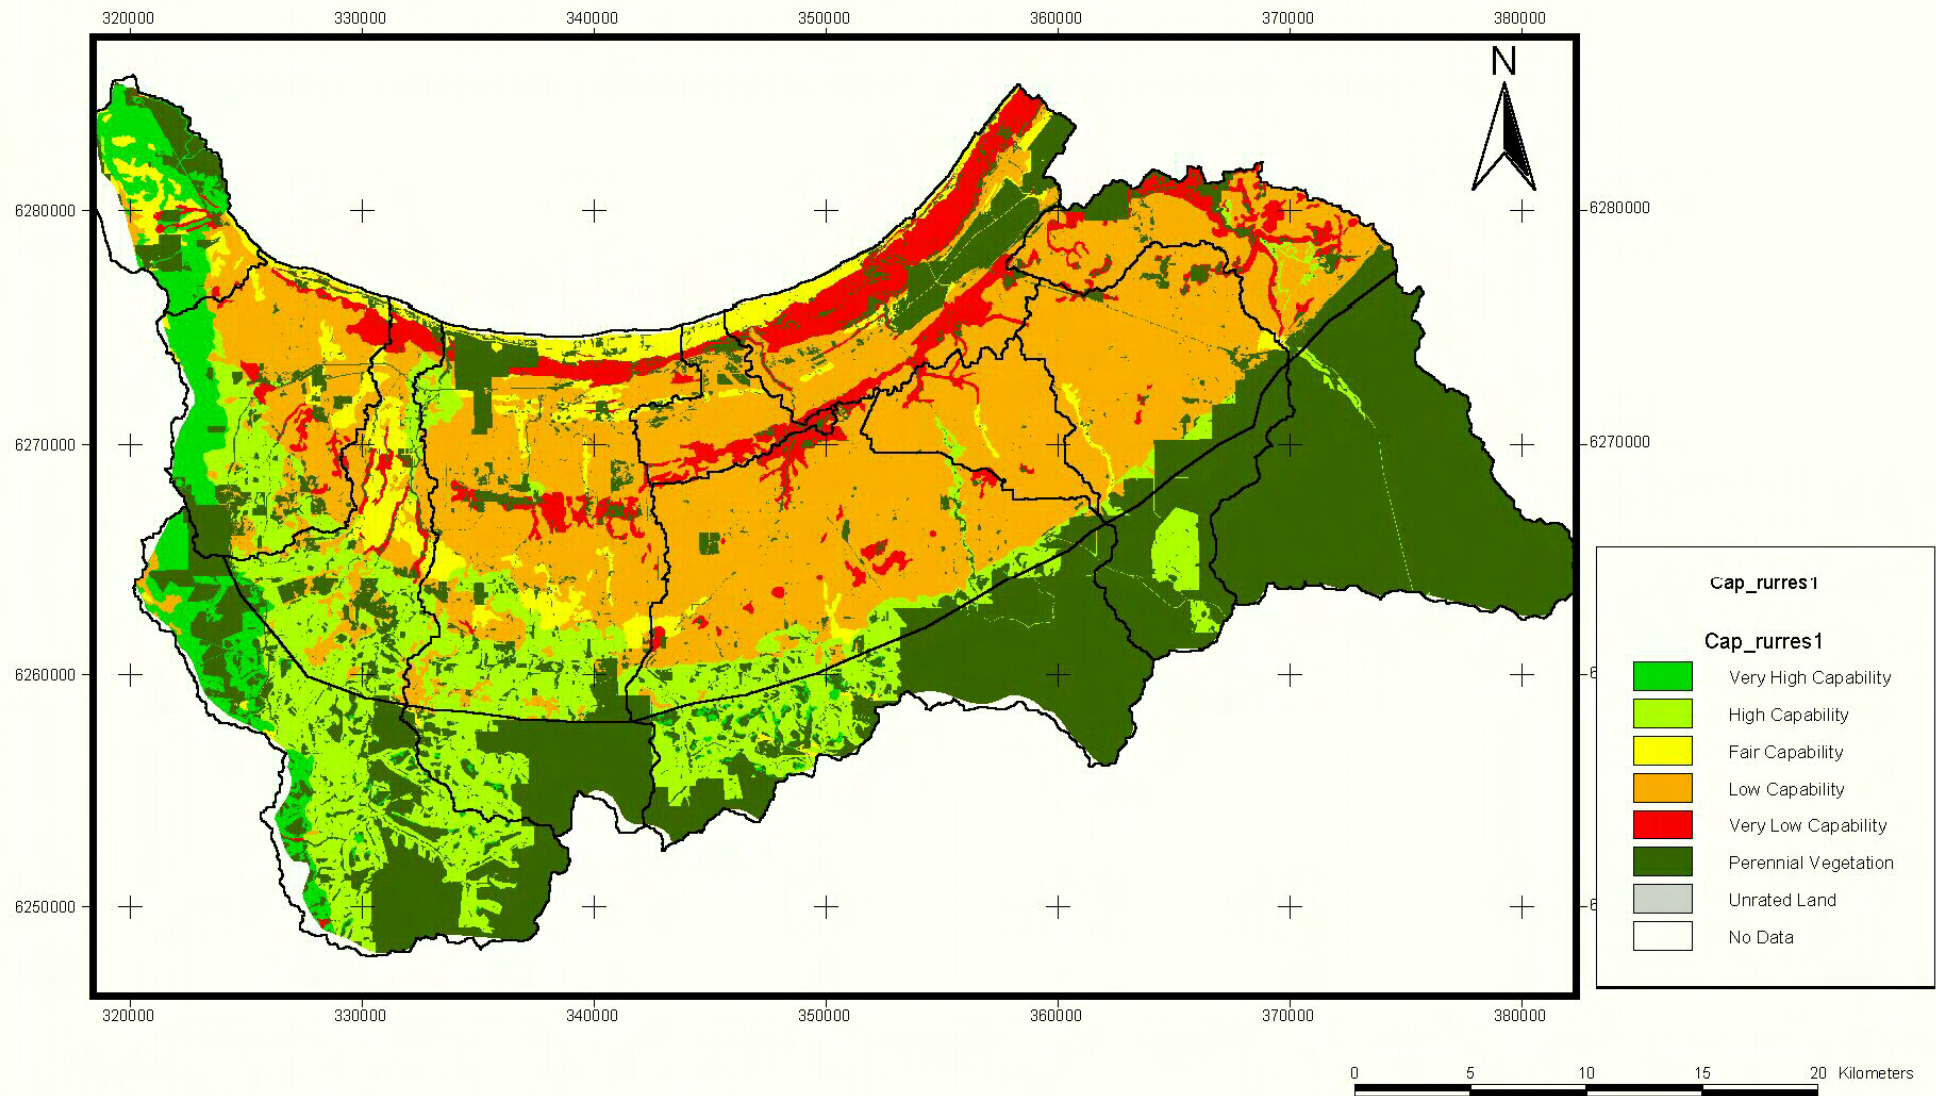 320000 330000 340000 350000 360000 370000 380000
N
6280000 6280000
6270000 6270000
Cap_rurres1
Cap_rurres1
6260000 6
Very High Capability
High Capability
Fair Capability
Low Capability
Very Low Capability
Perennial Vegetation
6250000 6 Unrated Land
No Data
320000 330000 340000 350000 360000 370000 380000
0 5 10 15 20 Kilometers